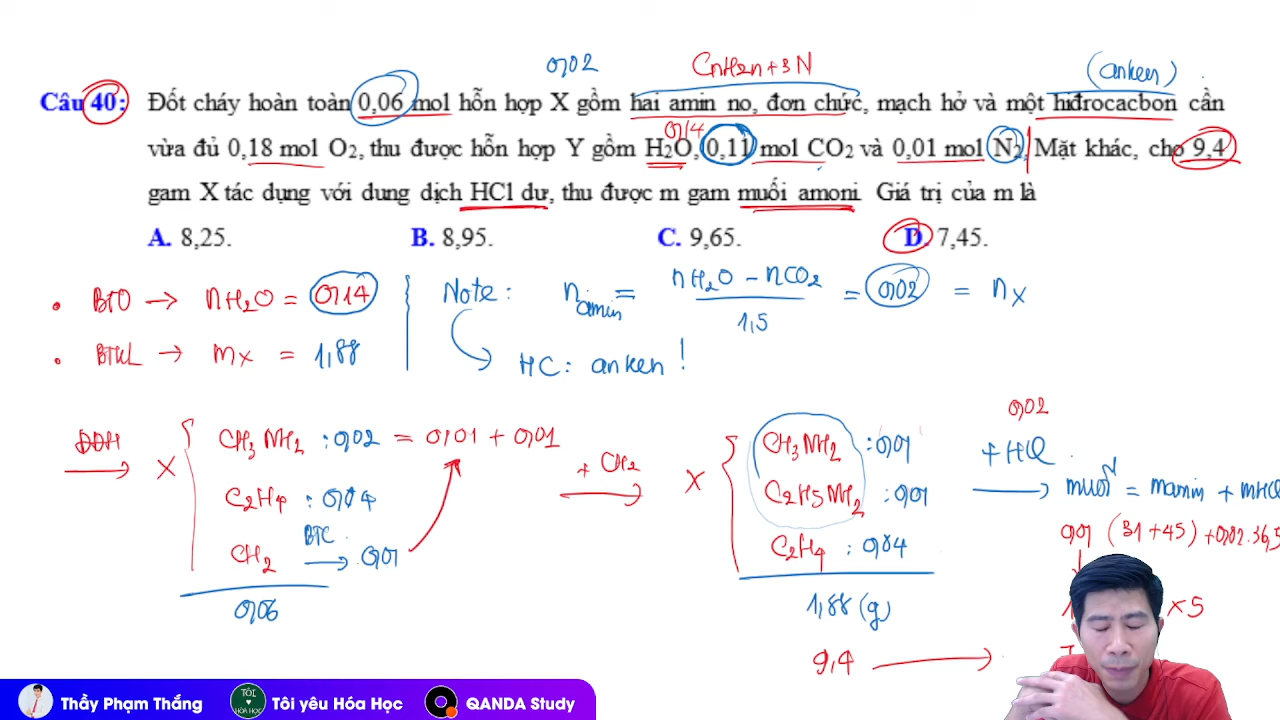 0,02 CnH2n+3N (anken)
Câu 40: Đốt cháy hoàn toàn 0,06 mol hỗn hợp X gồm hai amin no, đơn chức, mạch hở và một hiđrocacbon cần
0,14
vừa đủ 0,18 mol O2, thu được hỗn hợp Y gồm H2O, 0,11 mol CO2 và 0,01 mol N2. Mặt khác, cho 9,4
gam X tác dụng với dung dịch HCl dư, thu được m gam muối amoni. Giá trị của m là
A. 8,25. B. 8,95. C. 9,65. D. 7,45.
• BTO → nH2O = 0,14 Note: namin = nH2O - nCO2 / 1,5 = 0,02 = nX
• BTKL → mX = 1,88 HC: anken !
ĐĐH → X
CH3NH2 : 0,02 = 0,01 + 0,01
C2H4 : 0,04
CH2 BTC → 0,01
0,06
+ CH2 → X
CH3NH2 : 0,01
C2H5NH2 : 0,01
C2H4 : 0,04
1,88 (g)
9,4 →
0,02
+ HCl → muối = mamin + mHCl
0,01 (31+45) + 0,02.36,5
x5
Thầy Phạm Thắng
TÔI ♥ HÓA HỌC
Tôi yêu Hóa Học
QANDA Study